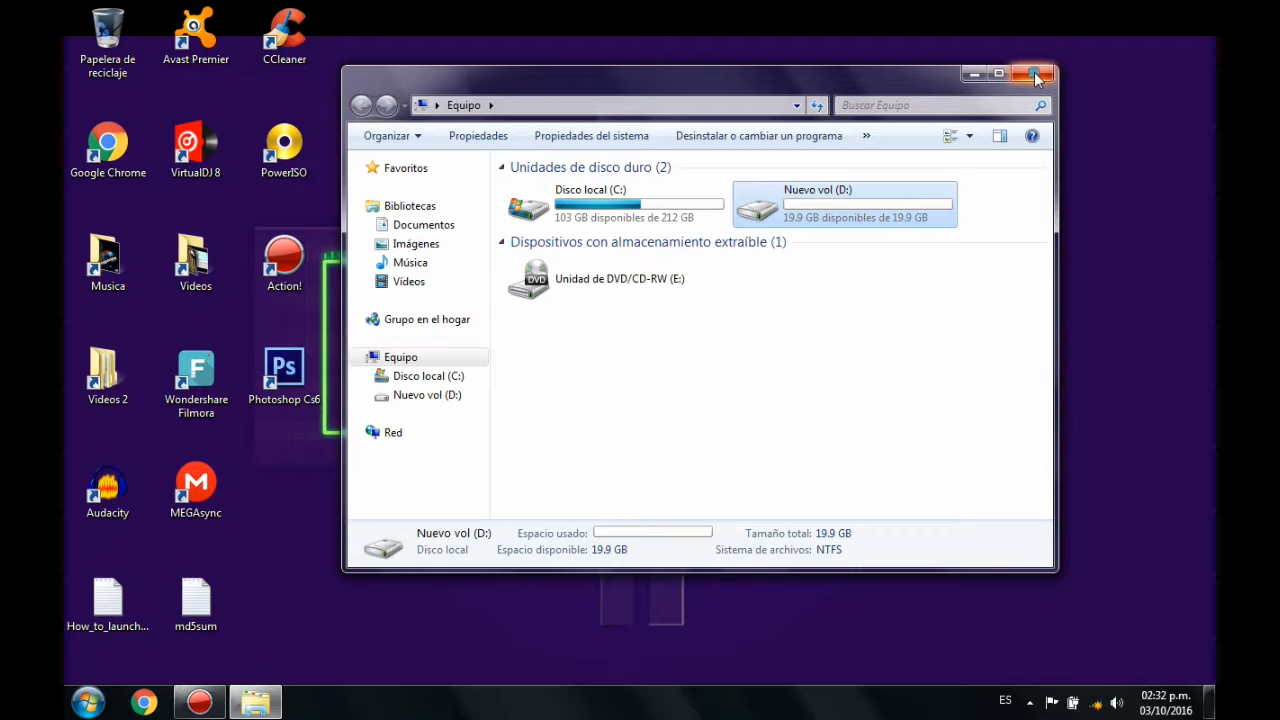 Papelera de
reciclaje
Avast Premier
CCleaner
Google Chrome
VirtualDJ 8
PowerISO
Musica
Videos
Action!
Videos 2
Wondershare
Filmora
Photoshop Cs6
Audacity
MEGAsync
How_to_launch...
md5sum
Equipo
Buscar Equipo
Organizar
Propiedades
Propiedades del sistema
Desinstalar o cambiar un programa
»
Favoritos
Bibliotecas
Documentos
Imágenes
Música
Vídeos
Grupo en el hogar
Equipo
Disco local (C:)
Nuevo vol (D:)
Red
Unidades de disco duro (2)
Disco local (C:)
103 GB disponibles de 212 GB
Nuevo vol (D:)
19.9 GB disponibles de 19.9 GB
Dispositivos con almacenamiento extraíble (1)
DVD
Unidad de DVD/CD-RW (E:)
Nuevo vol (D:)
Disco local
Espacio usado:
Espacio disponible: 19.9 GB
Tamaño total: 19.9 GB
Sistema de archivos: NTFS
ES
02:32 p.m.
03/10/2016